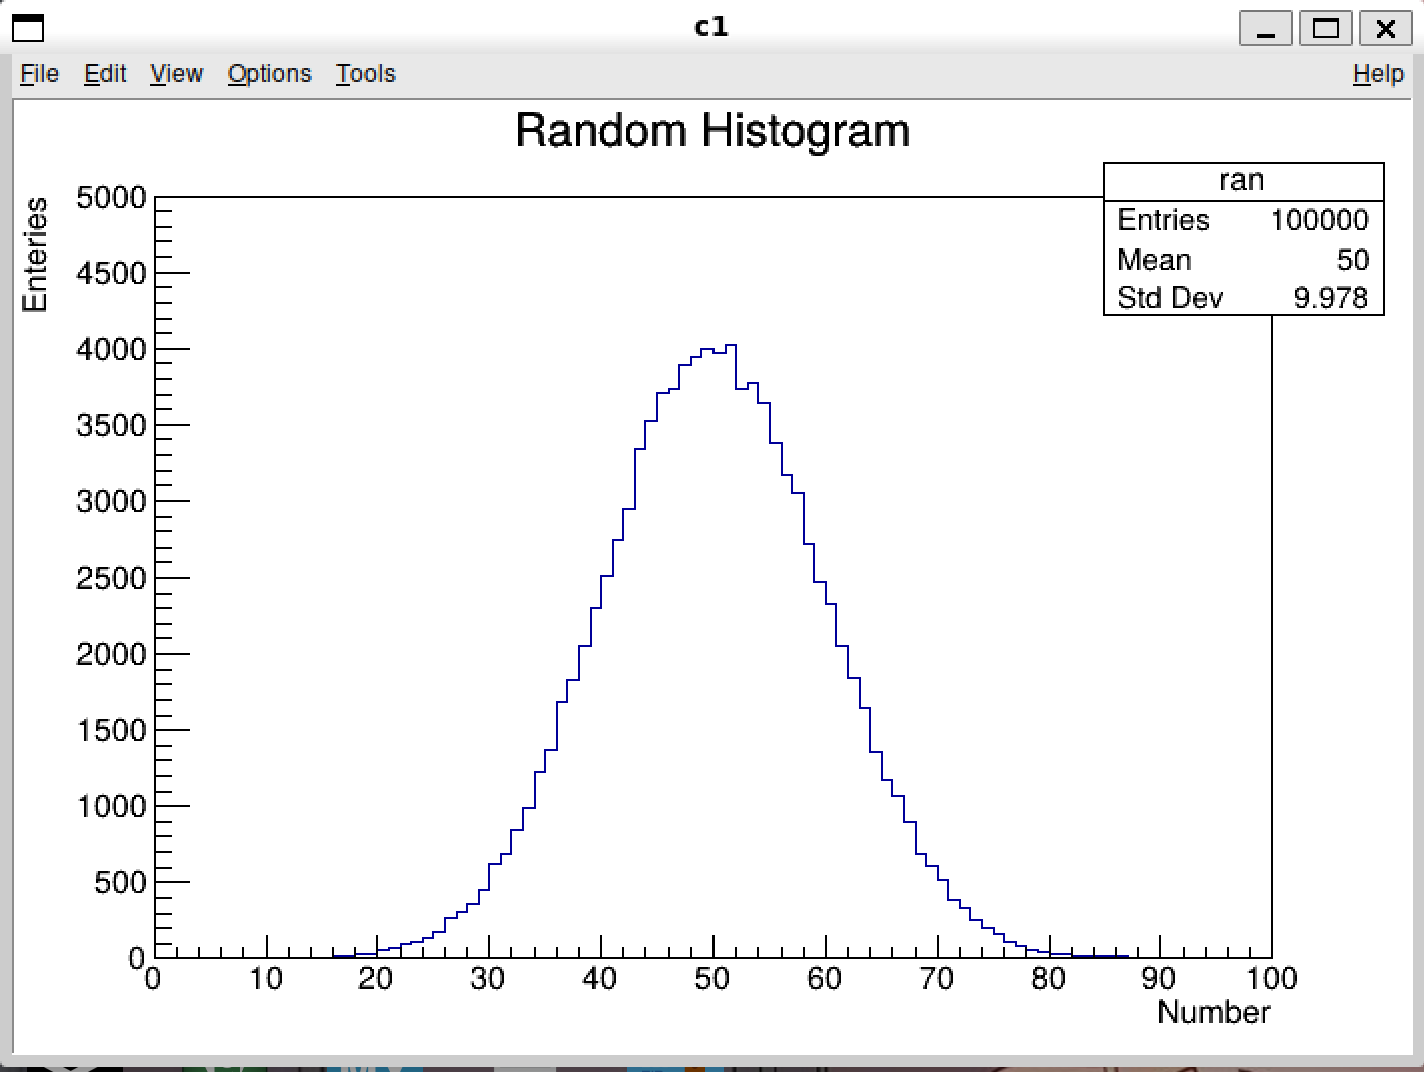 c1
File Edit View Options Tools Help
Random Histogram
ran
Entries 100000
Mean 50
Std Dev 9.978
Enteries
5000
4500
4000
3500
3000
2500
2000
1500
1000
500
0
0 10 20 30 40 50 60 70 80 90 100
Number